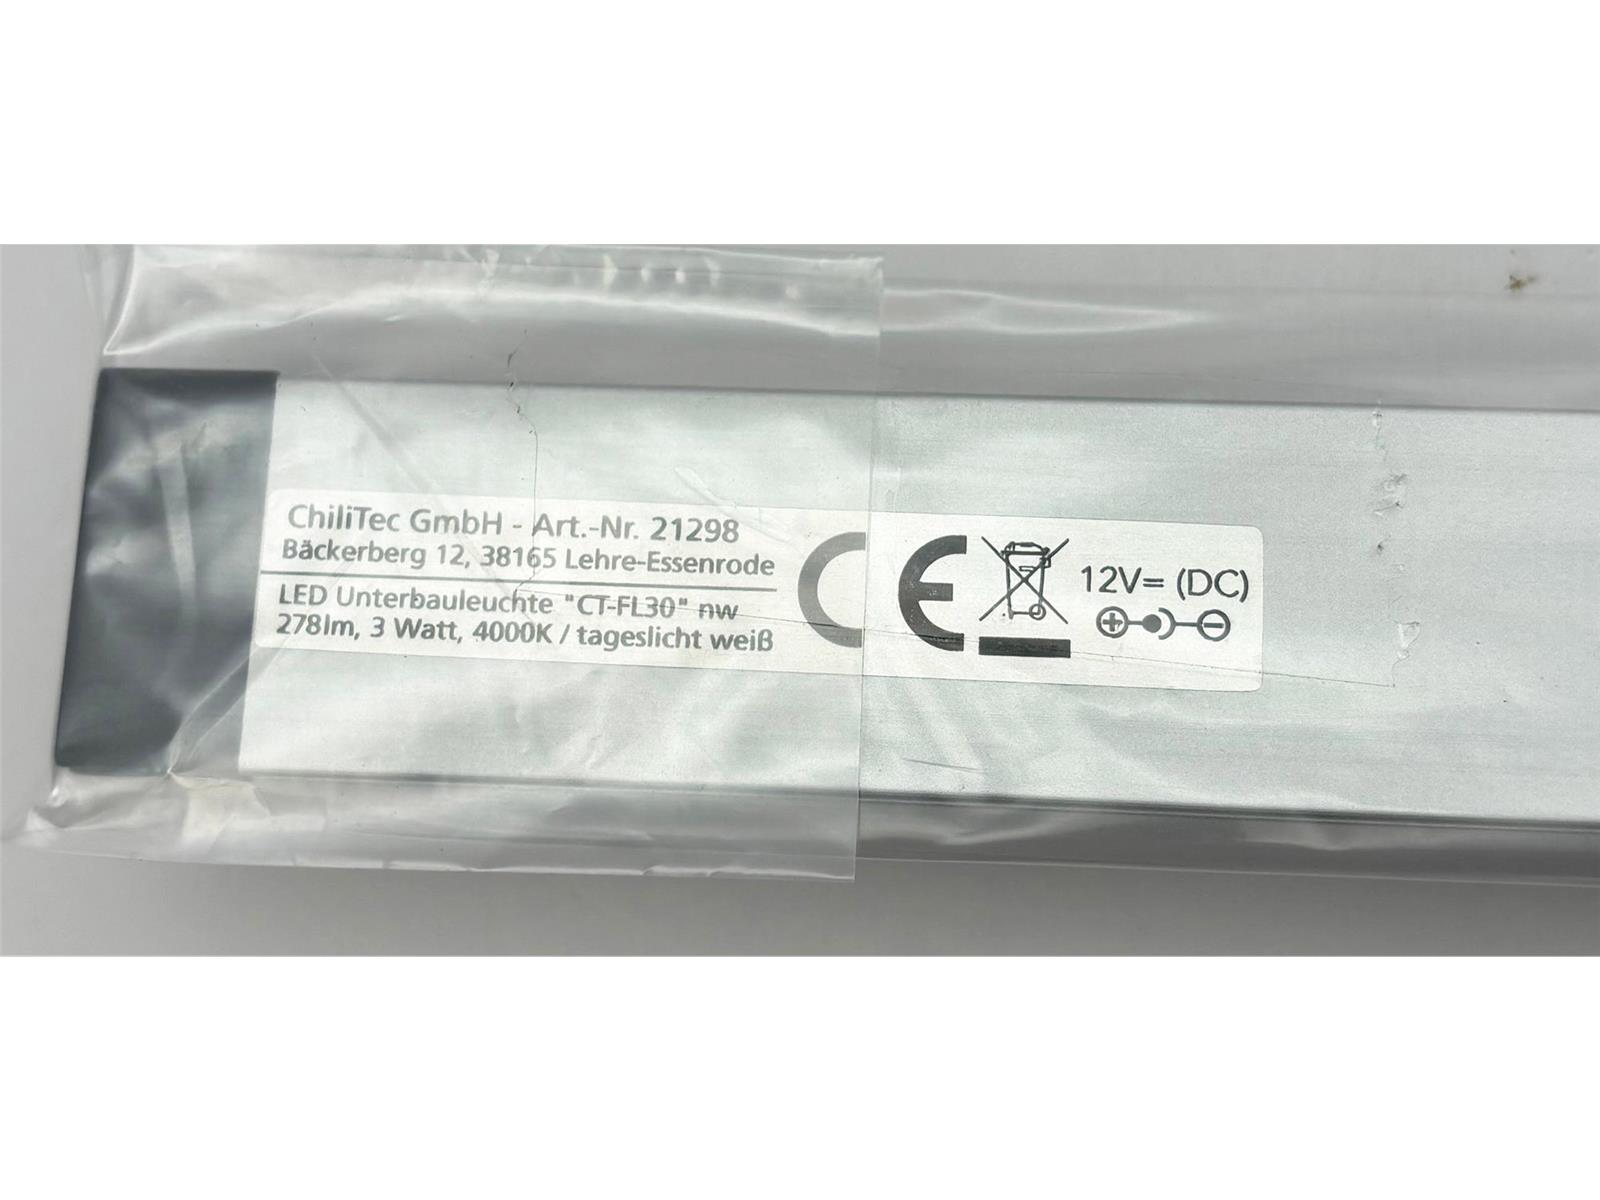 ChiliTec GmbH - Art.-Nr. 21298
Bäckerberg 12, 38165 Lehre-Essenrode
LED Unterbauleuchte "CT-FL30" nw
278lm, 3 Watt, 4000K / tageslicht weiß
CE
12V= (DC)